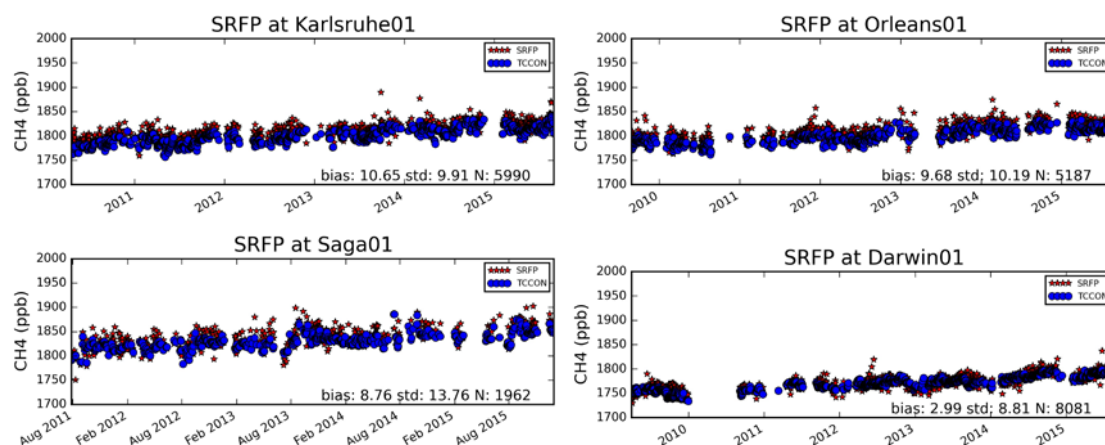 SRFP at Karlsruhe01
CH4 (ppb)
2000
1950
1900
1850
1800
1750
1700
SRFP
TCCON
bias: 10.65 std: 9.91 N: 5990
2011
2012
2013
2014
2015
SRFP at Orleans01
CH4 (ppb)
2000
1950
1900
1850
1800
1750
1700
SRFP
TCCON
bias: 9.68 std; 10.19 N: 5187
2010
2011
2012
2013
2014
2015
SRFP at Saga01
CH4 (ppb)
2000
1950
1900
1850
1800
1750
1700
SRFP
TCCON
bias: 8.76 std: 13.76 N: 1962
Aug 2011
Feb 2012
Aug 2012
Feb 2013
Aug 2013
Feb 2014
Aug 2014
Feb 2015
Aug 2015
SRFP at Darwin01
CH4 (ppb)
2000
1950
1900
1850
1800
1750
1700
SRFP
TCCON
bias: 2.99 std; 8.81 N: 8081
2010
2011
2012
2013
2014
2015